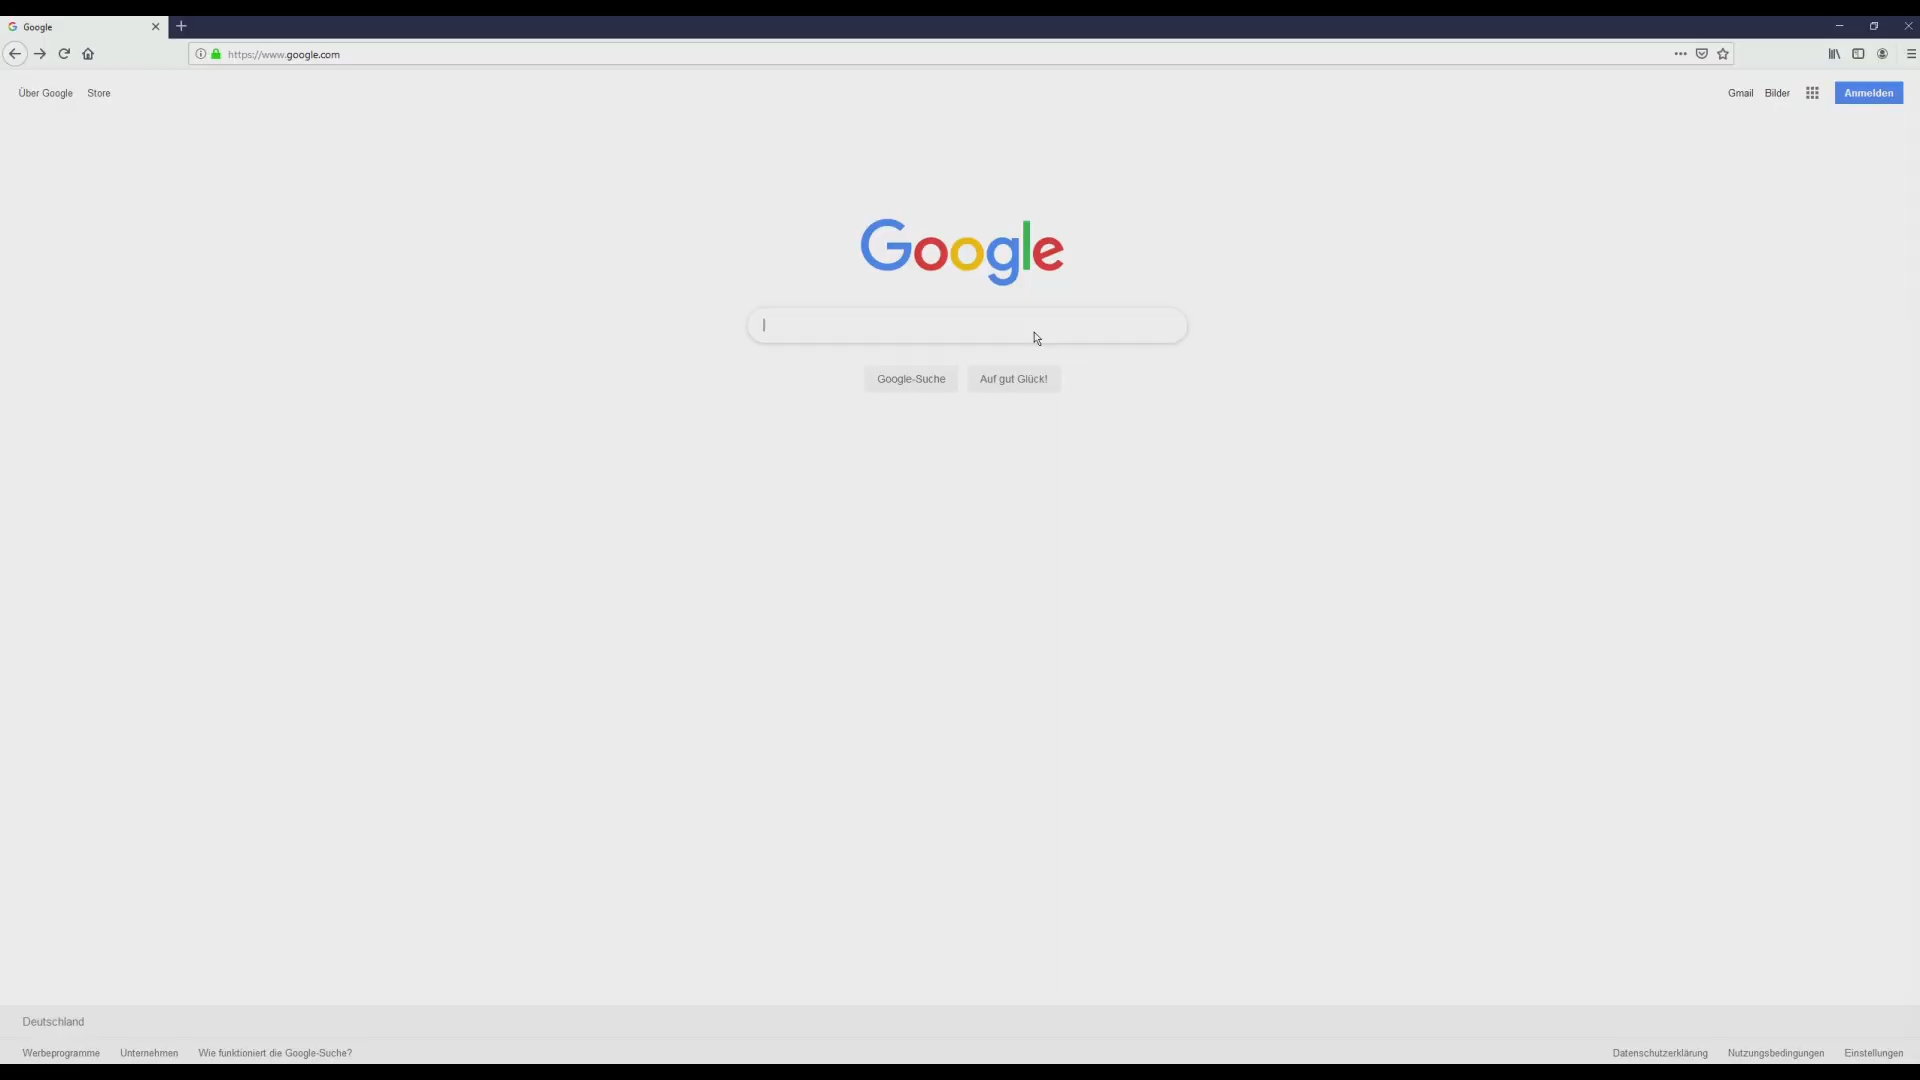 Google
https://www.google.com
Über Google Store
Gmail Bilder Anmelden
Google
Google-Suche Auf gut Glück!
Deutschland
Werbeprogramme Unternehmen Wie funktioniert die Google-Suche? Datenschutzerklärung Nutzungsbedingungen Einstellungen